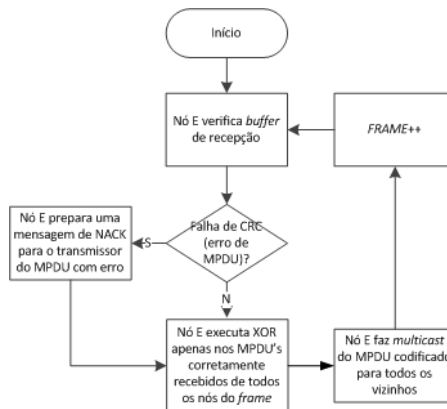 Início
Nó E verifica buffer
de recepção
FRAME++
Falha de CRC
(erro de
MPDU)?
S
Nó E prepara uma
mensagem de NACK
para o transmissor
do MPDU com erro
N
Nó E executa XOR
apenas nos MPDU's
corretamente
recebidos de todos
os nós do frame
Nó E faz multicast
do MPDU codificado
para todos os
vizinhos